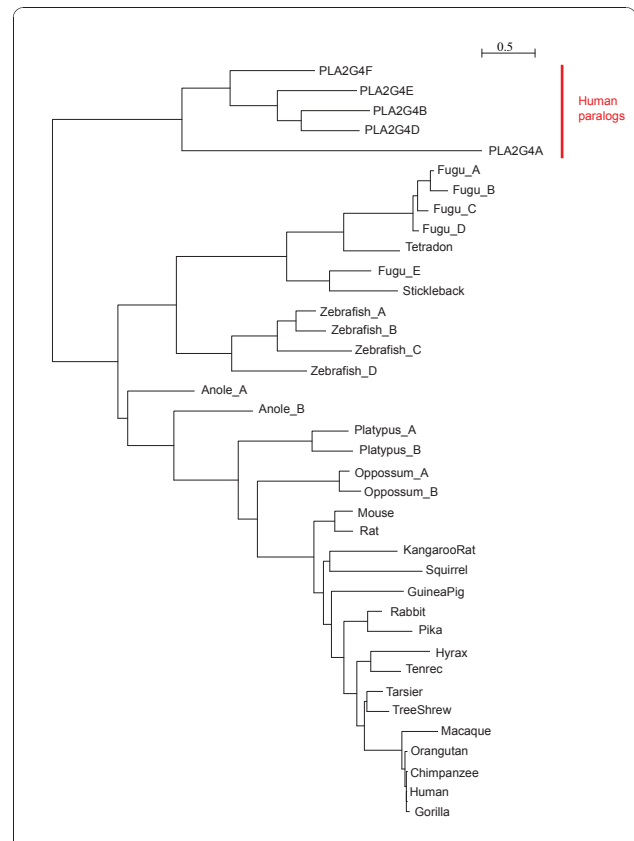 0.5
PLA2G4F
PLA2G4E
PLA2G4B
PLA2G4D
PLA2G4A
Human
paralogs
Fugu_A
Fugu_B
Fugu_C
Fugu_D
Tetradon
Fugu_E
Stickleback
Zebrafish_A
Zebrafish_B
Zebrafish_C
Zebrafish_D
Anole_A
Anole_B
Platypus_A
Platypus_B
Oppossum_A
Oppossum_B
Mouse
Rat
KangarooRat
Squirrel
GuineaPig
Rabbit
Pika
Hyrax
Tenrec
Tarsier
TreeShrew
Macaque
Orangutan
Chimpanzee
Human
Gorilla